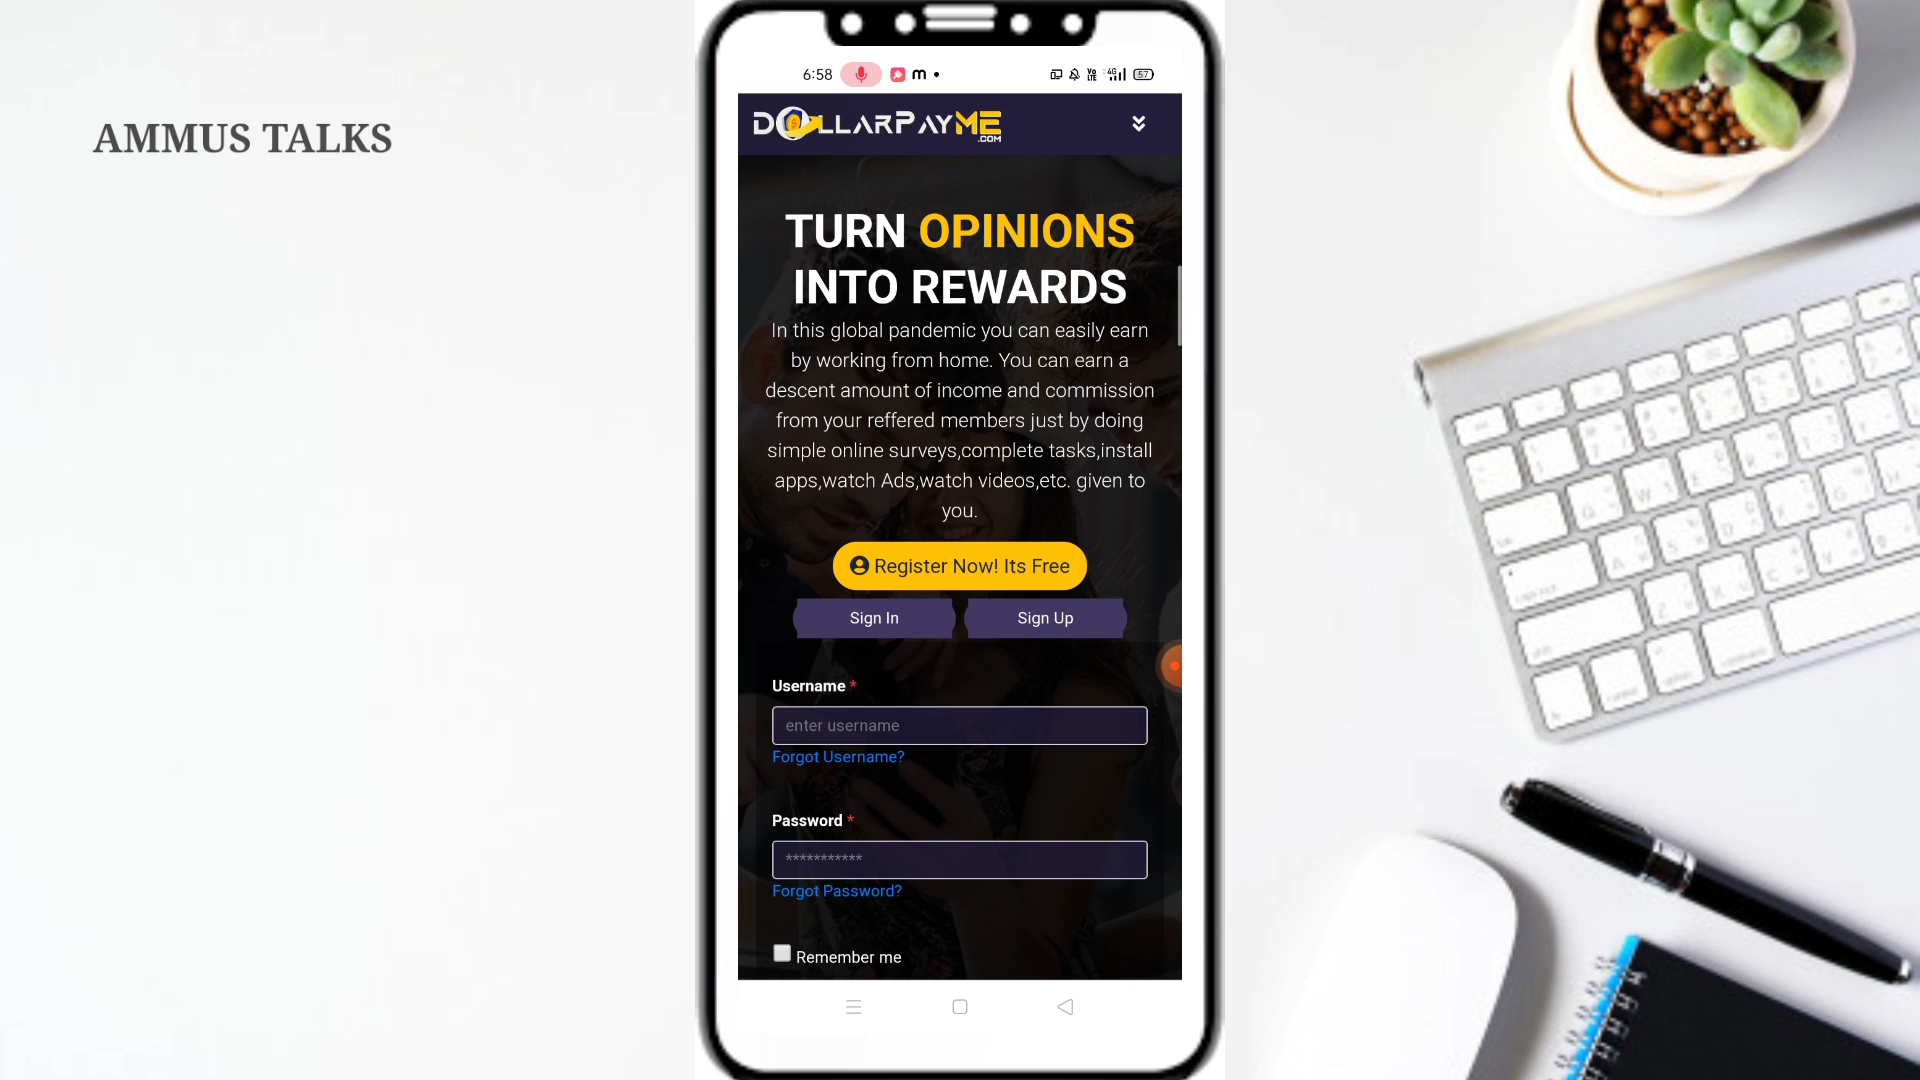 AMMUS TALKS
6:58
VoLTE 4G 57
DOLLARPAYME
.COM
TURN OPINIONS
INTO REWARDS
In this global pandemic you can easily earn
by working from home. You can earn a
descent amount of income and commission
from your reffered members just by doing
simple online surveys,complete tasks,install
apps,watch Ads,watch videos,etc. given to
you.
Register Now! Its Free
Sign In
Sign Up
Username *
enter username
Forgot Username?
Password *
***********
Forgot Password?
Remember me